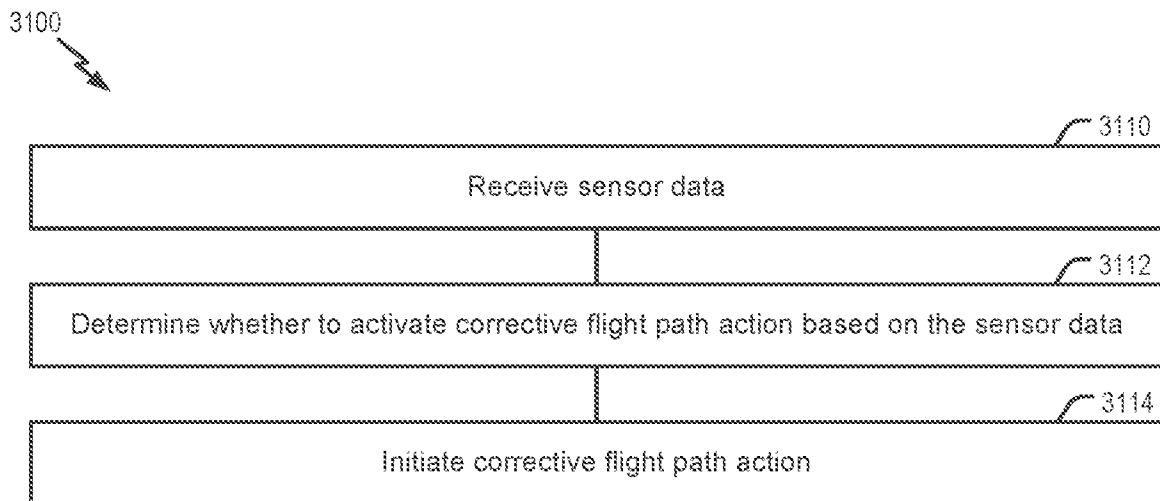 3100
3110
Receive sensor data
3112
Determine whether to activate corrective flight path action based on the sensor data
3114
Initiate corrective flight path action